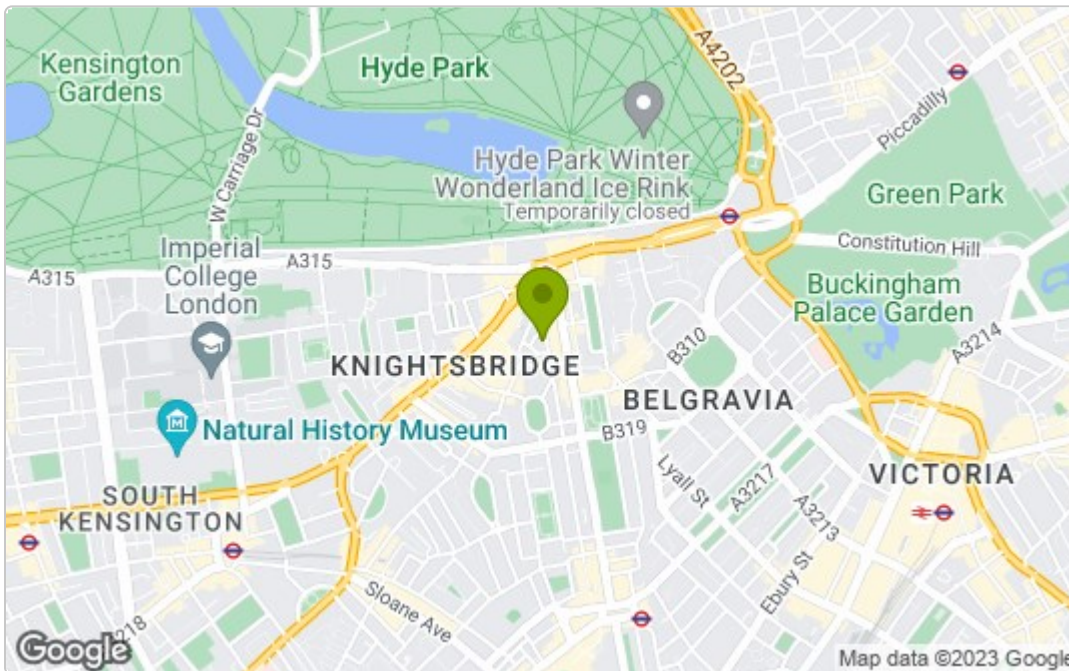 Kensington
Gardens
Hyde Park
A4202
Piccadilly
W Carriage Dr
Hyde Park Winter
Wonderland Ice Rink
Temporarily closed
Green Park
Constitution Hill
Imperial
College
London
A315
A315
Buckingham
Palace Garden
A3214
B310
KNIGHTSBRIDGE
BELGRAVIA
Natural History Museum
B319
Lyall St
A3217
A3213
VICTORIA
SOUTH
KENSINGTON
Sloane Ave
Ebury St
218
Google
Map data ©2023 Google